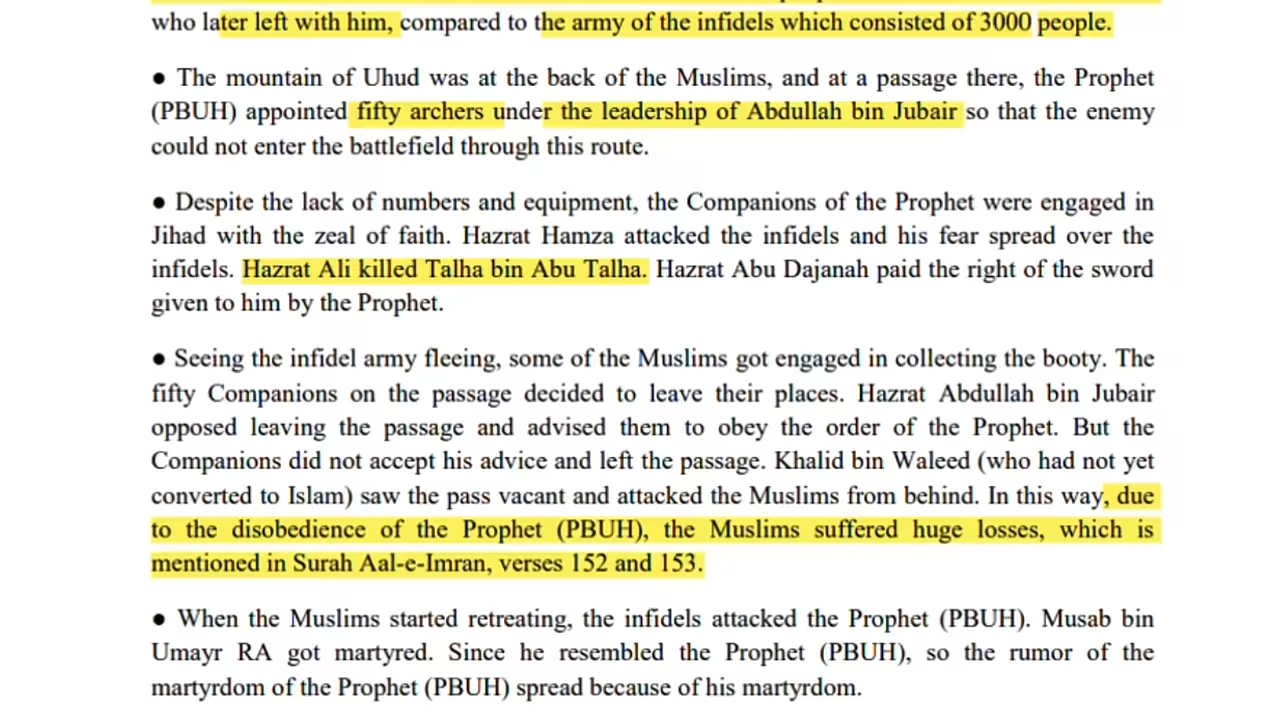 who later left with him, compared to the army of the infidels which consisted of 3000 people.
● The mountain of Uhud was at the back of the Muslims, and at a passage there, the Prophet
(PBUH) appointed fifty archers under the leadership of Abdullah bin Jubair so that the enemy
could not enter the battlefield through this route.
● Despite the lack of numbers and equipment, the Companions of the Prophet were engaged in
Jihad with the zeal of faith. Hazrat Hamza attacked the infidels and his fear spread over the
infidels. Hazrat Ali killed Talha bin Abu Talha. Hazrat Abu Dajanah paid the right of the sword
given to him by the Prophet.
● Seeing the infidel army fleeing, some of the Muslims got engaged in collecting the booty. The
fifty Companions on the passage decided to leave their places. Hazrat Abdullah bin Jubair
opposed leaving the passage and advised them to obey the order of the Prophet. But the
Companions did not accept his advice and left the passage. Khalid bin Waleed (who had not yet
converted to Islam) saw the pass vacant and attacked the Muslims from behind. In this way, due
to the disobedience of the Prophet (PBUH), the Muslims suffered huge losses, which is
mentioned in Surah Aal-e-Imran, verses 152 and 153.
● When the Muslims started retreating, the infidels attacked the Prophet (PBUH). Musab bin
Umayr RA got martyred. Since he resembled the Prophet (PBUH), so the rumor of the
martyrdom of the Prophet (PBUH) spread because of his martyrdom.